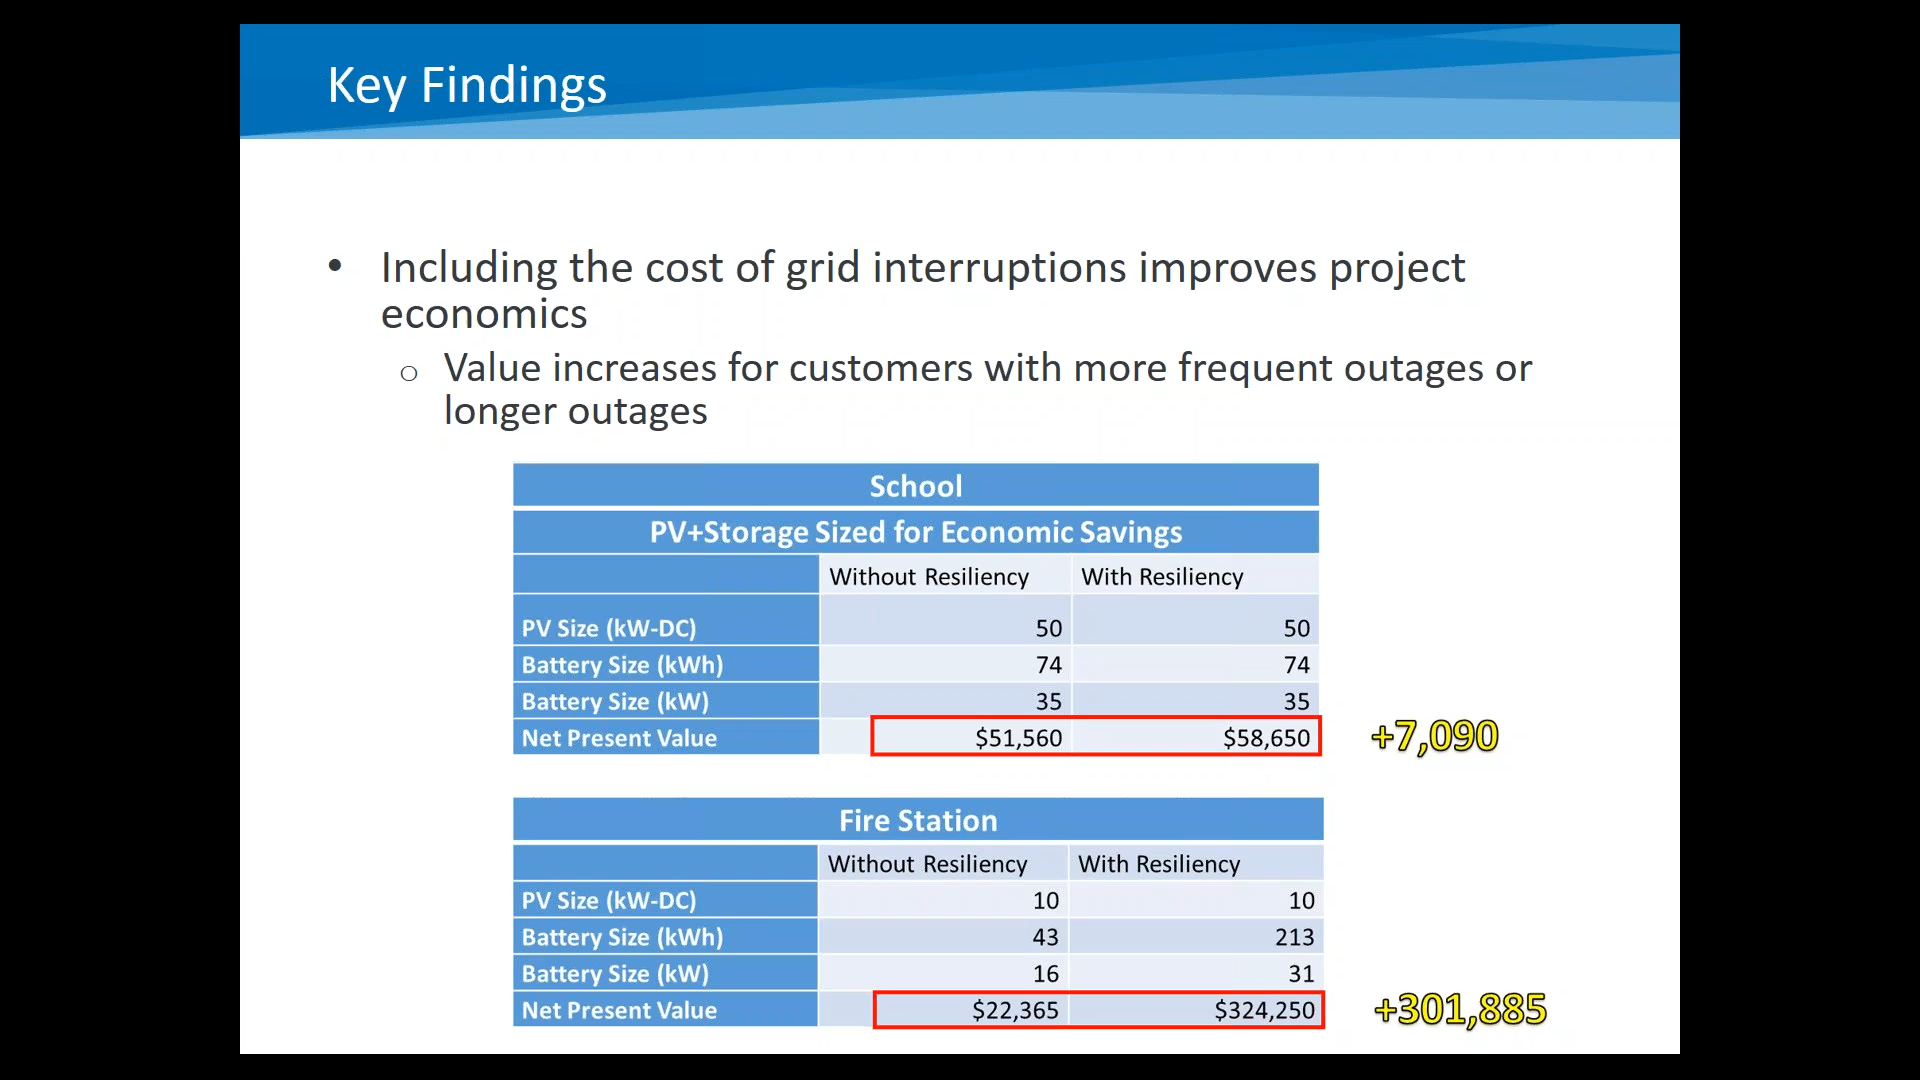 Key Findings
• Including the cost of grid interruptions improves project
economics
o Value increases for customers with more frequent outages or
longer outages
School
PV+Storage Sized for Economic Savings
Without Resiliency With Resiliency
PV Size (kW-DC) 50 50
Battery Size (kWh) 74 74
Battery Size (kW) 35 35
Net Present Value $51,560 $58,650 +7,090
Fire Station
Without Resiliency With Resiliency
PV Size (kW-DC) 10 10
Battery Size (kWh) 43 213
Battery Size (kW) 16 31
Net Present Value $22,365 $324,250 +301,885